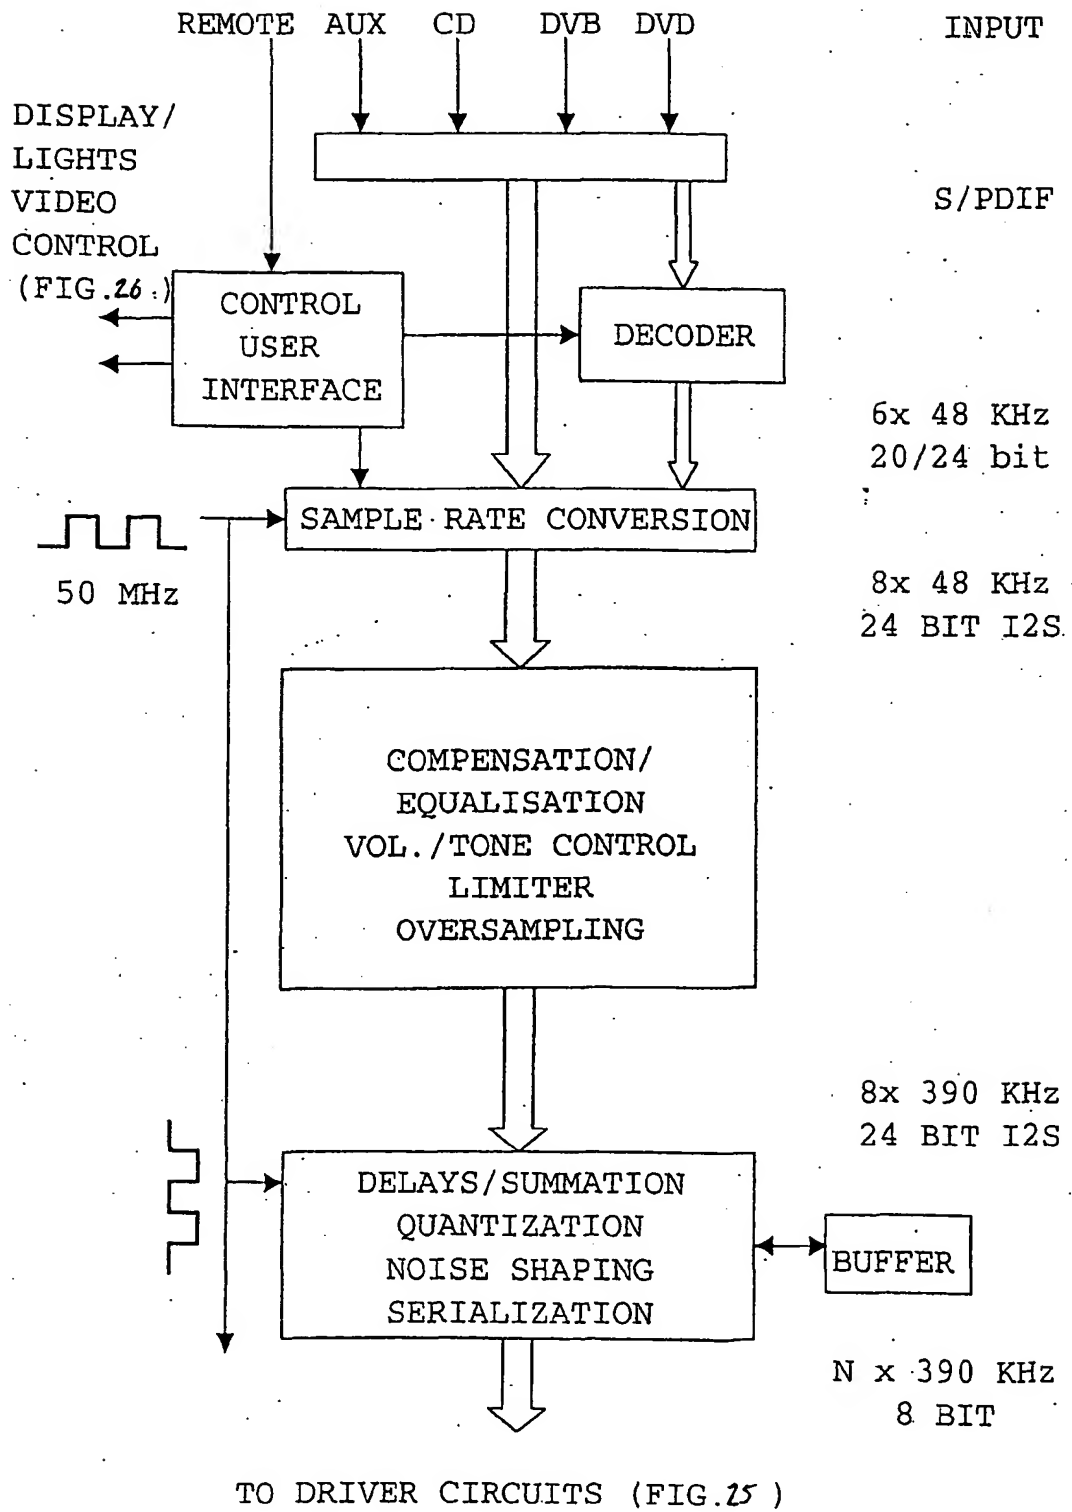 REMOTE AUX CD DVB DVD INPUT
DISPLAY/
LIGHTS
VIDEO
CONTROL
(FIG.26.)
S/PDIF
CONTROL
USER
INTERFACE
DECODER
6x 48 KHz
20/24 bit
SAMPLE RATE CONVERSION
50 MHz
8x 48 KHz
24 BIT I2S
COMPENSATION/
EQUALISATION
VOL./TONE CONTROL
LIMITER
OVERSAMPLING
8x 390 KHz
24 BIT I2S
DELAYS/SUMMATION
QUANTIZATION
NOISE SHAPING
SERIALIZATION
BUFFER
N x 390 KHz
8 BIT
TO DRIVER CIRCUITS (FIG.25 )